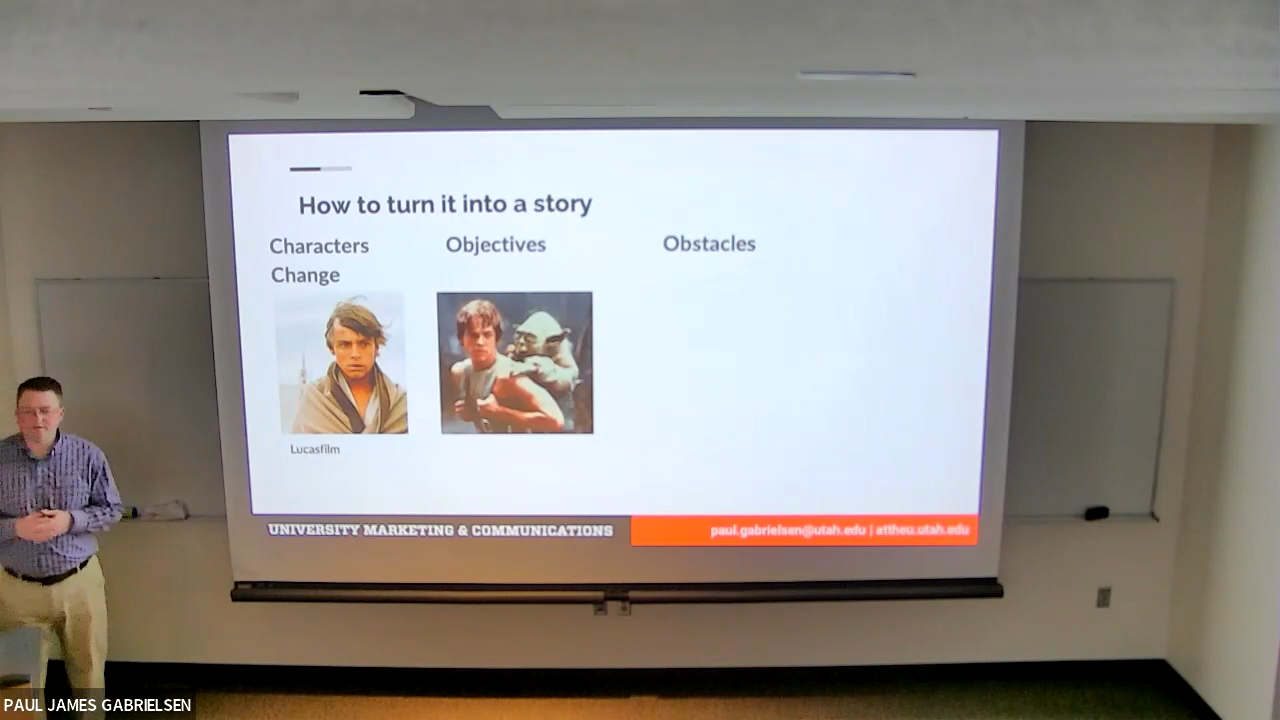 How to turn it into a story
Characters Objectives Obstacles
Change
Lucasfilm
UNIVERSITY MARKETING & COMMUNICATIONS paul.gabrielsen@utah.edu | attheu.utah.edu
PAUL JAMES GABRIELSEN